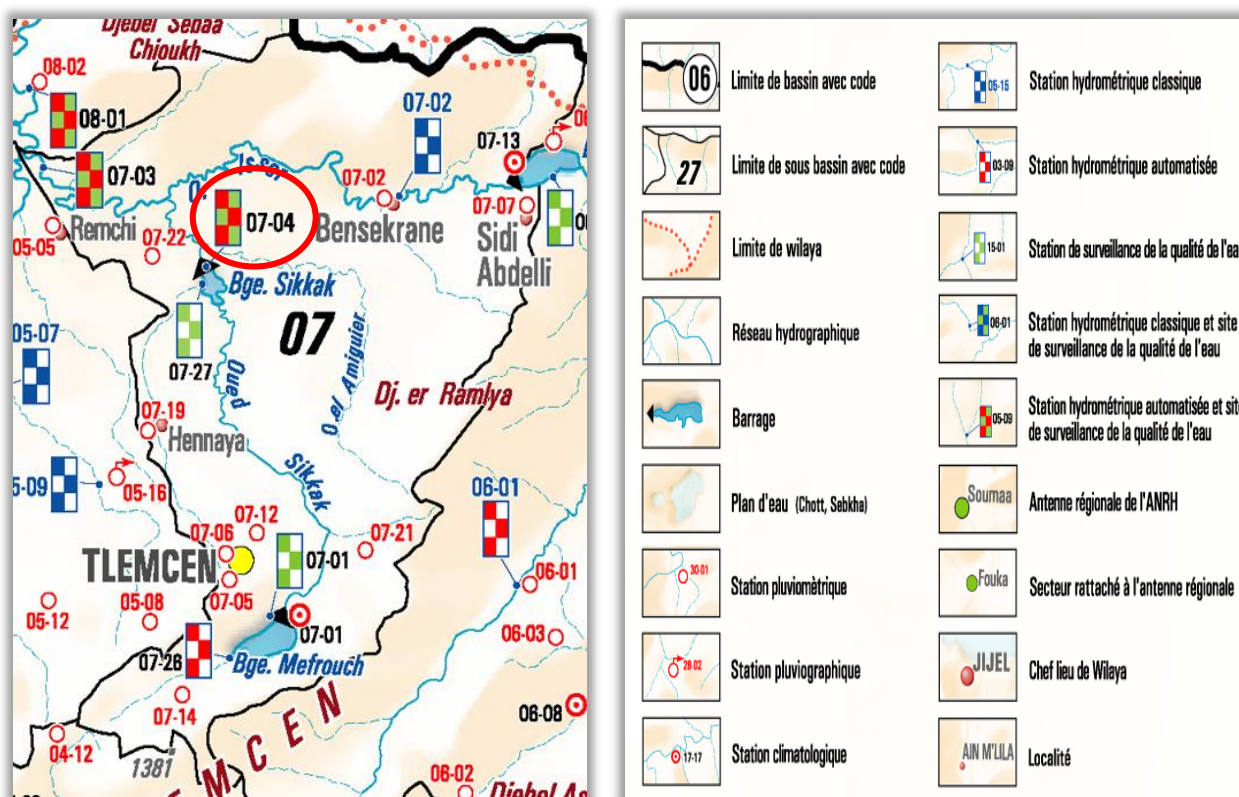 Djebel Sebaa
Chioukh
08-02
08-01
07-02
07-13
07-03
O. Is-Ser
07-02
07-04
07-07
Remchi
Bensekrane
Sidi
Abdelli
05-05
07-22
Bge. Sikkak
07
05-07
07-27
Oued
O. el Amiguier
Dj. er Ramlya
07-19
Hennaya
Sikkak
5-09
05-16
06-01
07-12
07-06
07-21
TLEMCEN
07-01
07-05
06-01
05-12
05-08
07-01
06-03
07-26
Bge. Mefrouch
07-14
06-08
04-12
1381
EMCEN
06-02
Djebel As
06
Limite de bassin avec code
27
Limite de sous bassin avec code
Limite de wilaya
Réseau hydrographique
Barrage
Plan d'eau (Chott, Sebkha)
30-01
Station pluviomètrique
28-02
Station pluviographique
17-17
Station climatologique
05-15
Station hydrométrique classique
03-09
Station hydrométrique automatisée
15-01
Station de surveillance de la qualité de l'ea
06-01
Station hydrométrique classique et site
de surveillance de la qualité de l'eau
05-09
Station hydrométrique automatisée et site
de surveillance de la qualité de l'eau
Soumaa
Antenne régionale de l'ANRH
Fouka
Secteur rattaché à l'antenne régionale
JIJEL
Chef lieu de Wilaya
AIN M'LILA
Localité